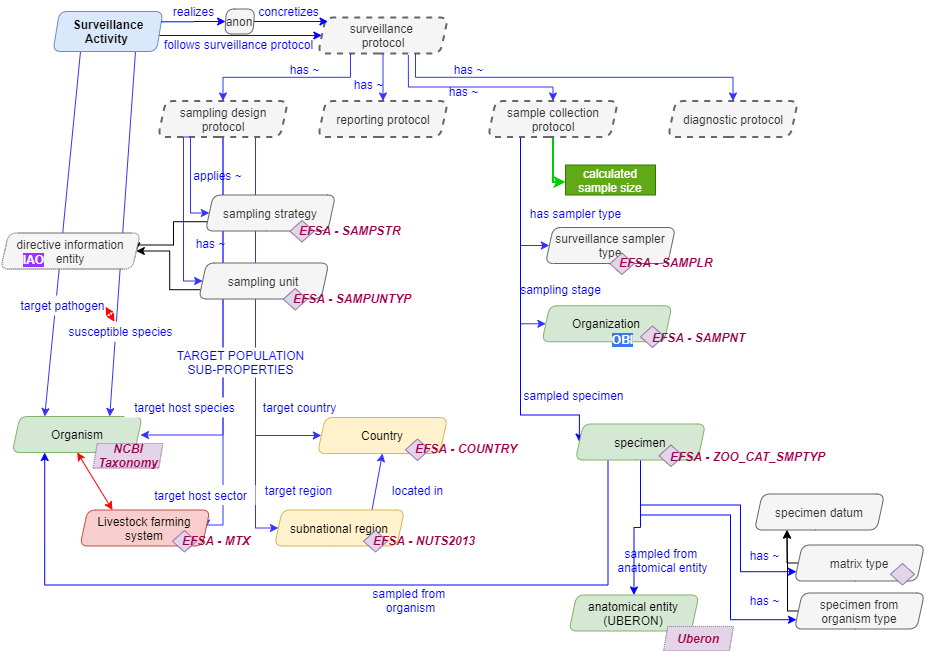 realizes
concretizes
Surveillance
Activity
anon
surveillance
protocol
follows surveillance protocol
has ~
has ~
has ~
has ~
sampling design
protocol
reporting protocol
sample collection
protocol
diagnostic protocol
applies ~
calculated
sample size
sampling strategy
EFSA - SAMPSTR
has sampler type
directive information
entity
IAO
has ~
surveillance sampler
type
EFSA - SAMPLR
sampling unit
EFSA - SAMPUNTYP
sampling stage
target pathogen
susceptible species
Organization
OBI
EFSA - SAMPNT
TARGET POPULATION
SUB-PROPERTIES
sampled specimen
target host species
target country
Organism
NCBI
Taxonomy
Country
EFSA - COUNTRY
specimen
EFSA - ZOO_CAT_SMPTYP
target host sector
target region
located in
Livestock farming
system
EFSA - MTX
subnational region
EFSA - NUTS2013
specimen datum
sampled from
anatomical entity
has ~
matrix type
sampled from
organism
has ~
anatomical entity
(UBERON)
Uberon
specimen from
organism type